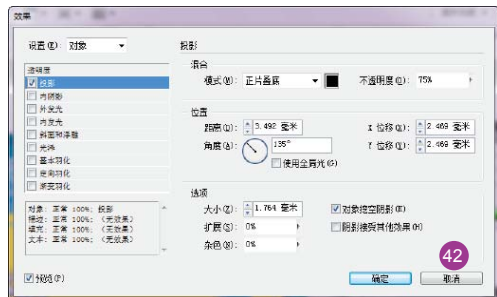 效果
设置(E): 对象
投影
透明度
投影
内阴影
外发光
内发光
斜面和浮雕
光泽
基本羽化
定向羽化
渐变羽化
混合
模式(M): 正片叠底
不透明度(O): 75%
位置
距离(D): 3.492 毫米
X 位移(X): 2.469 毫米
角度(A): 135°
Y 位移(Y): 2.469 毫米
使用全局光(G)
选项
大小(Z): 1.764 毫米
对象挖空阴影(K)
扩展(S): 0%
阴影接受其他效果(H)
杂色(N): 0%
对象: 正常 100%; 投影
描边: 正常 100%; (无效果)
填充: 正常 100%; (无效果)
文本: 正常 100%; (无效果)
42
预览(P)
确定
取消